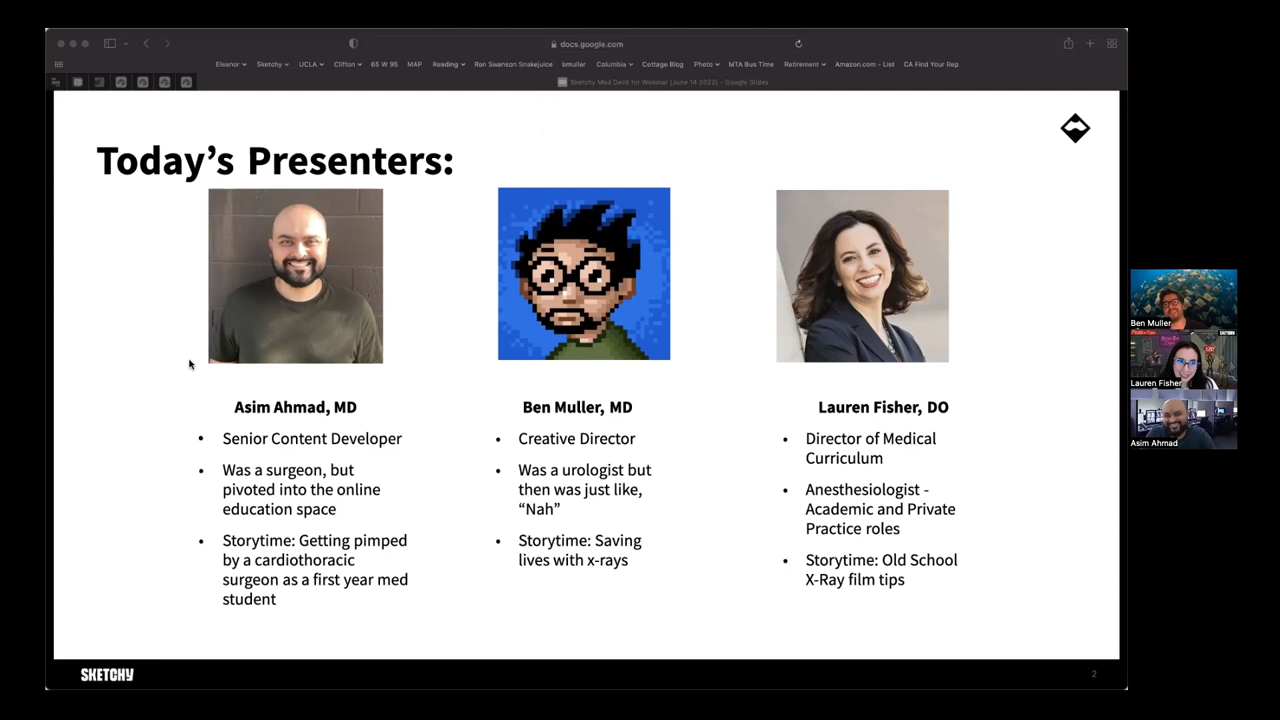 docs.google.com
Eleanor Sketchy UCLA Clifton 65 W 95 MAP Reading Ron Swanson Snakejuice bmuller Columbia Cottage Blog Photo MTA Bus Time Retirement Amazon.com - List CA Find Your Rep
Sketchy Med Deck for Webinar (June 14 2022) - Google Slides
Today's Presenters:
Asim Ahmad, MD
• Senior Content Developer
• Was a surgeon, but
pivoted into the online
education space
• Storytime: Getting pimped
by a cardiothoracic
surgeon as a first year med
student
Ben Muller, MD
• Creative Director
• Was a urologist but
then was just like,
“Nah”
• Storytime: Saving
lives with x-rays
Lauren Fisher, DO
• Director of Medical
Curriculum
• Anesthesiologist -
Academic and Private
Practice roles
• Storytime: Old School
X-Ray film tips
SKETCHY
2
Ben Muller
SKETCHY
Lauren Fisher
Asim Ahmad